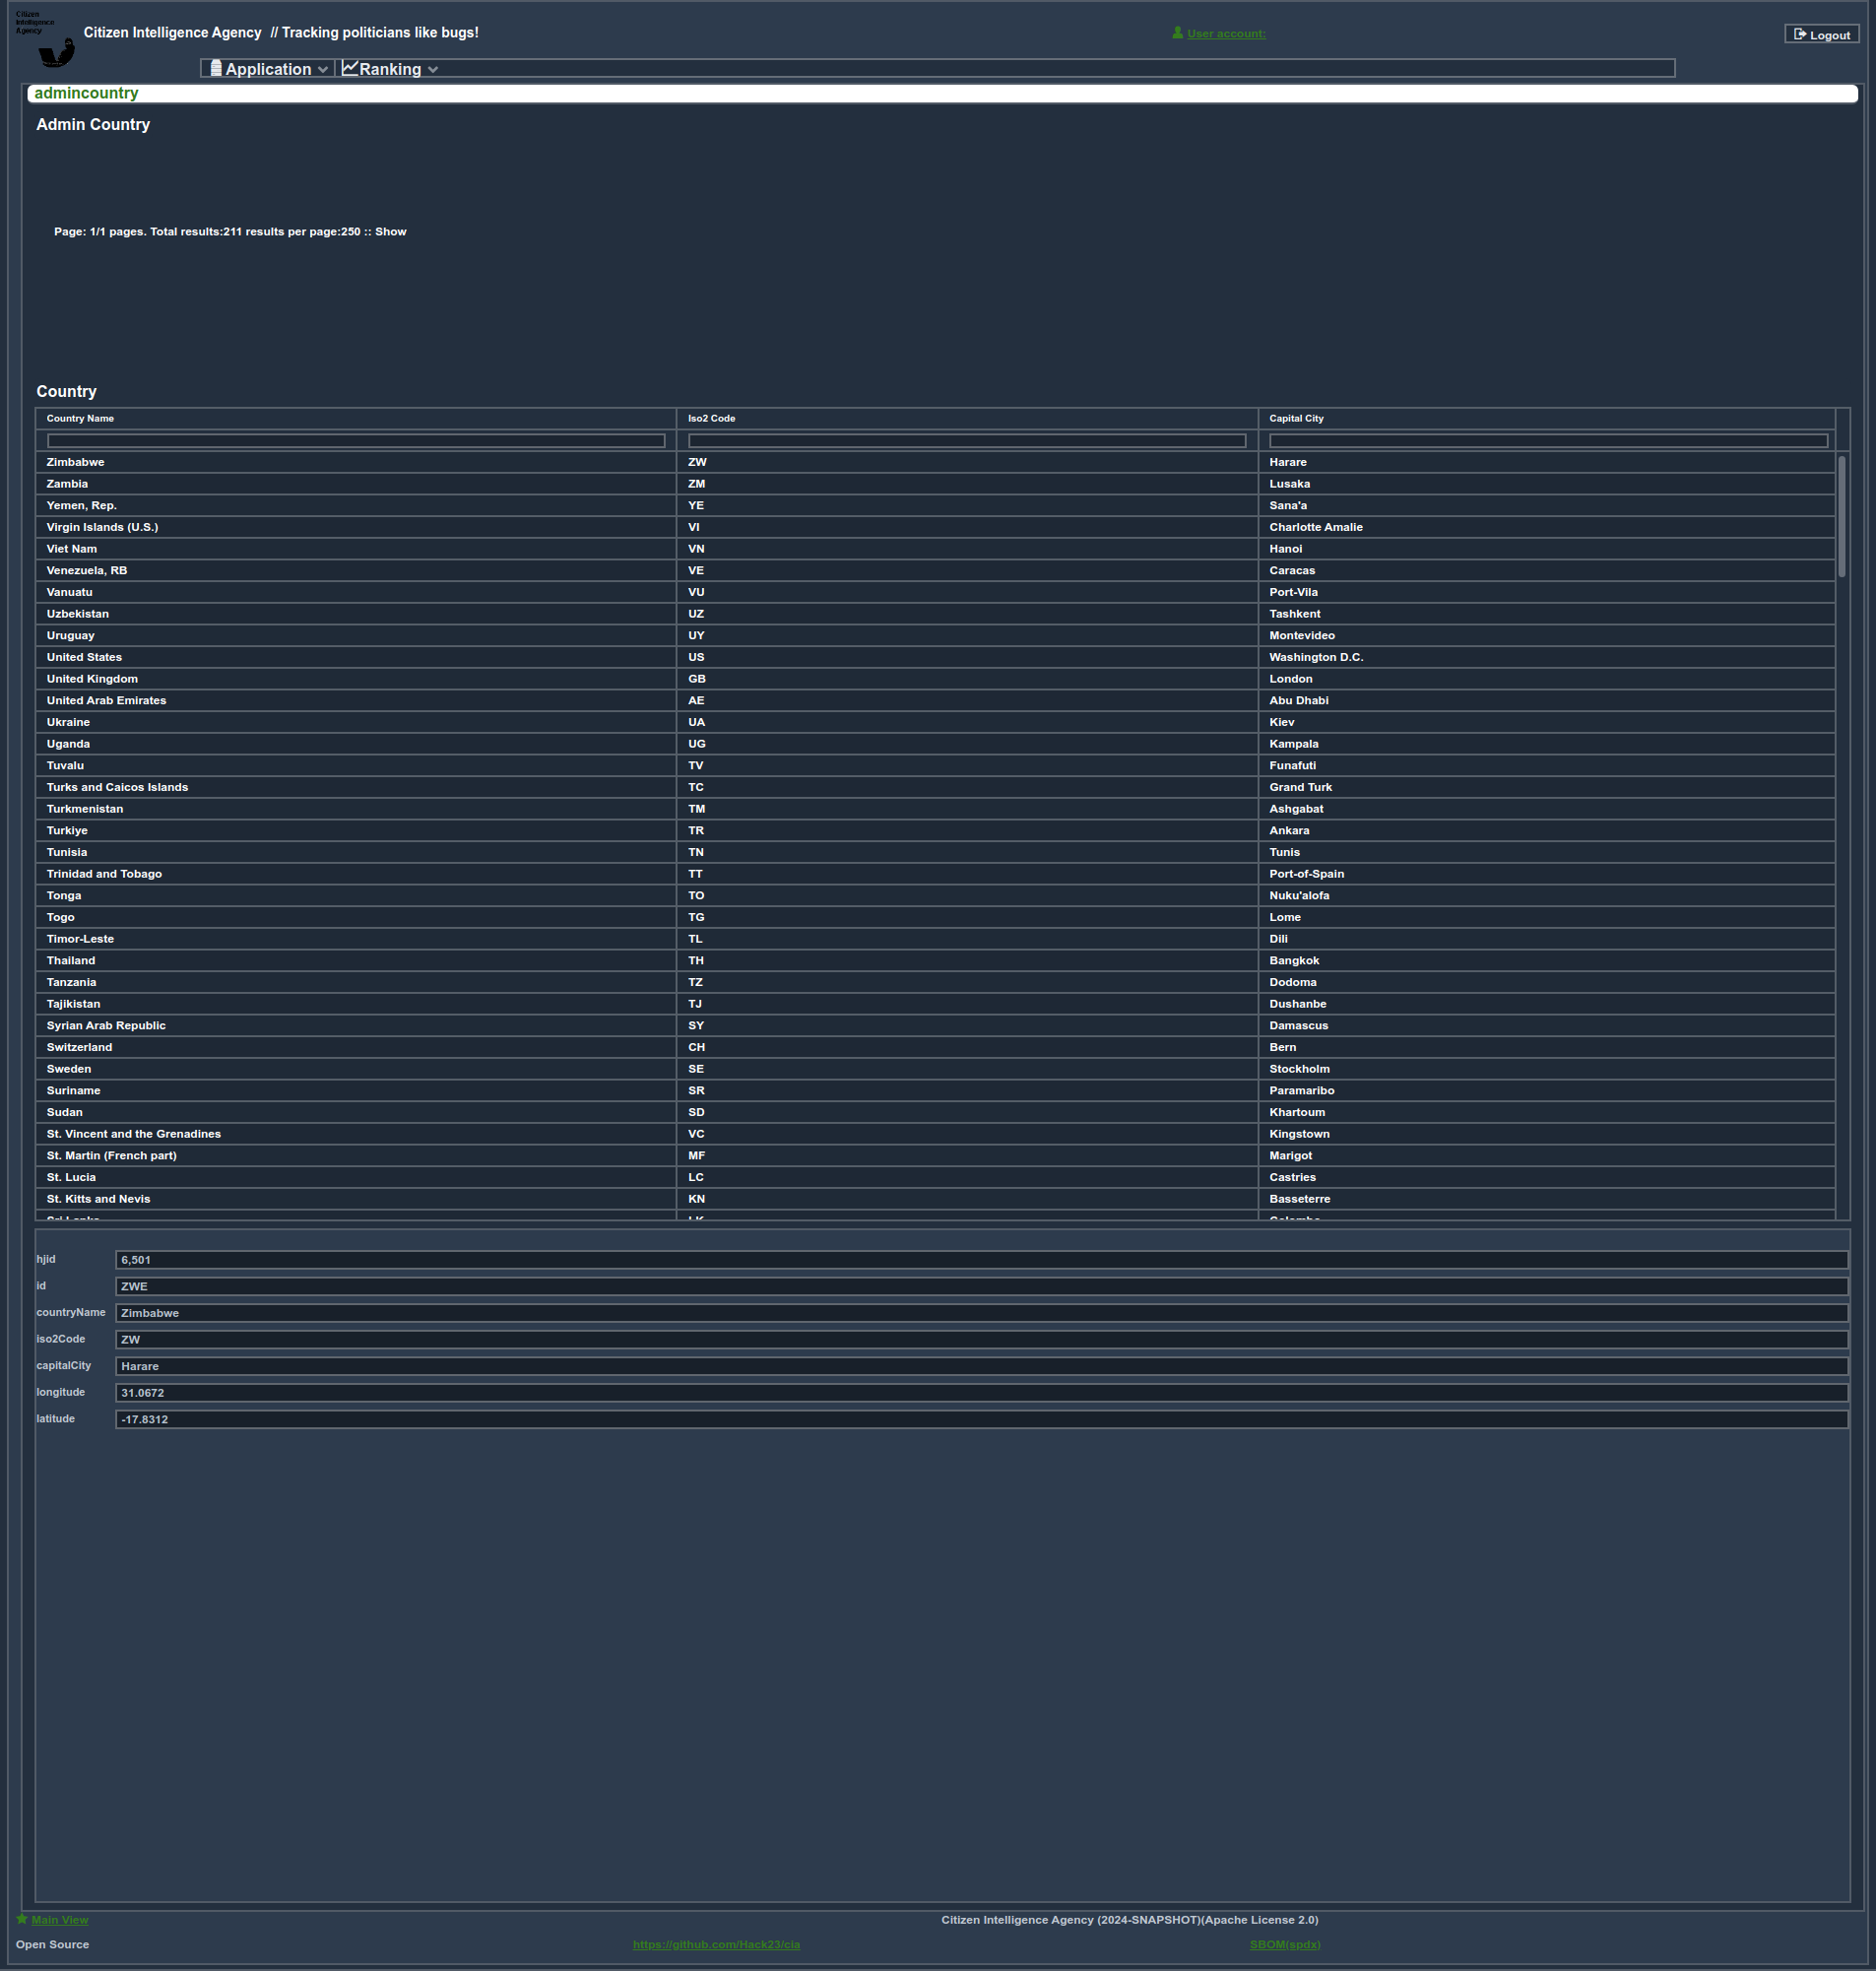 Citizen
Intelligence
Agency
Citizen Intelligence Agency // Tracking politicians like bugs!
User account:
Logout
Application Ranking
admincountry
Admin Country
Page: 1/1 pages. Total results:211 results per page:250 :: Show
Country
Country Name Iso2 Code Capital City
Zimbabwe ZW Harare
Zambia ZM Lusaka
Yemen, Rep. YE Sana'a
Virgin Islands (U.S.) VI Charlotte Amalie
Viet Nam VN Hanoi
Venezuela, RB VE Caracas
Vanuatu VU Port-Vila
Uzbekistan UZ Tashkent
Uruguay UY Montevideo
United States US Washington D.C.
United Kingdom GB London
United Arab Emirates AE Abu Dhabi
Ukraine UA Kiev
Uganda UG Kampala
Tuvalu TV Funafuti
Turks and Caicos Islands TC Grand Turk
Turkmenistan TM Ashgabat
Turkiye TR Ankara
Tunisia TN Tunis
Trinidad and Tobago TT Port-of-Spain
Tonga TO Nuku'alofa
Togo TG Lome
Timor-Leste TL Dili
Thailand TH Bangkok
Tanzania TZ Dodoma
Tajikistan TJ Dushanbe
Syrian Arab Republic SY Damascus
Switzerland CH Bern
Sweden SE Stockholm
Suriname SR Paramaribo
Sudan SD Khartoum
St. Vincent and the Grenadines VC Kingstown
St. Martin (French part) MF Marigot
St. Lucia LC Castries
St. Kitts and Nevis KN Basseterre
hjid 6,501
id ZWE
countryName Zimbabwe
iso2Code ZW
capitalCity Harare
longitude 31.0672
latitude -17.8312
Main View Citizen Intelligence Agency (2024-SNAPSHOT)(Apache License 2.0)
Open Source https://github.com/Hack23/cia SBOM(spdx)